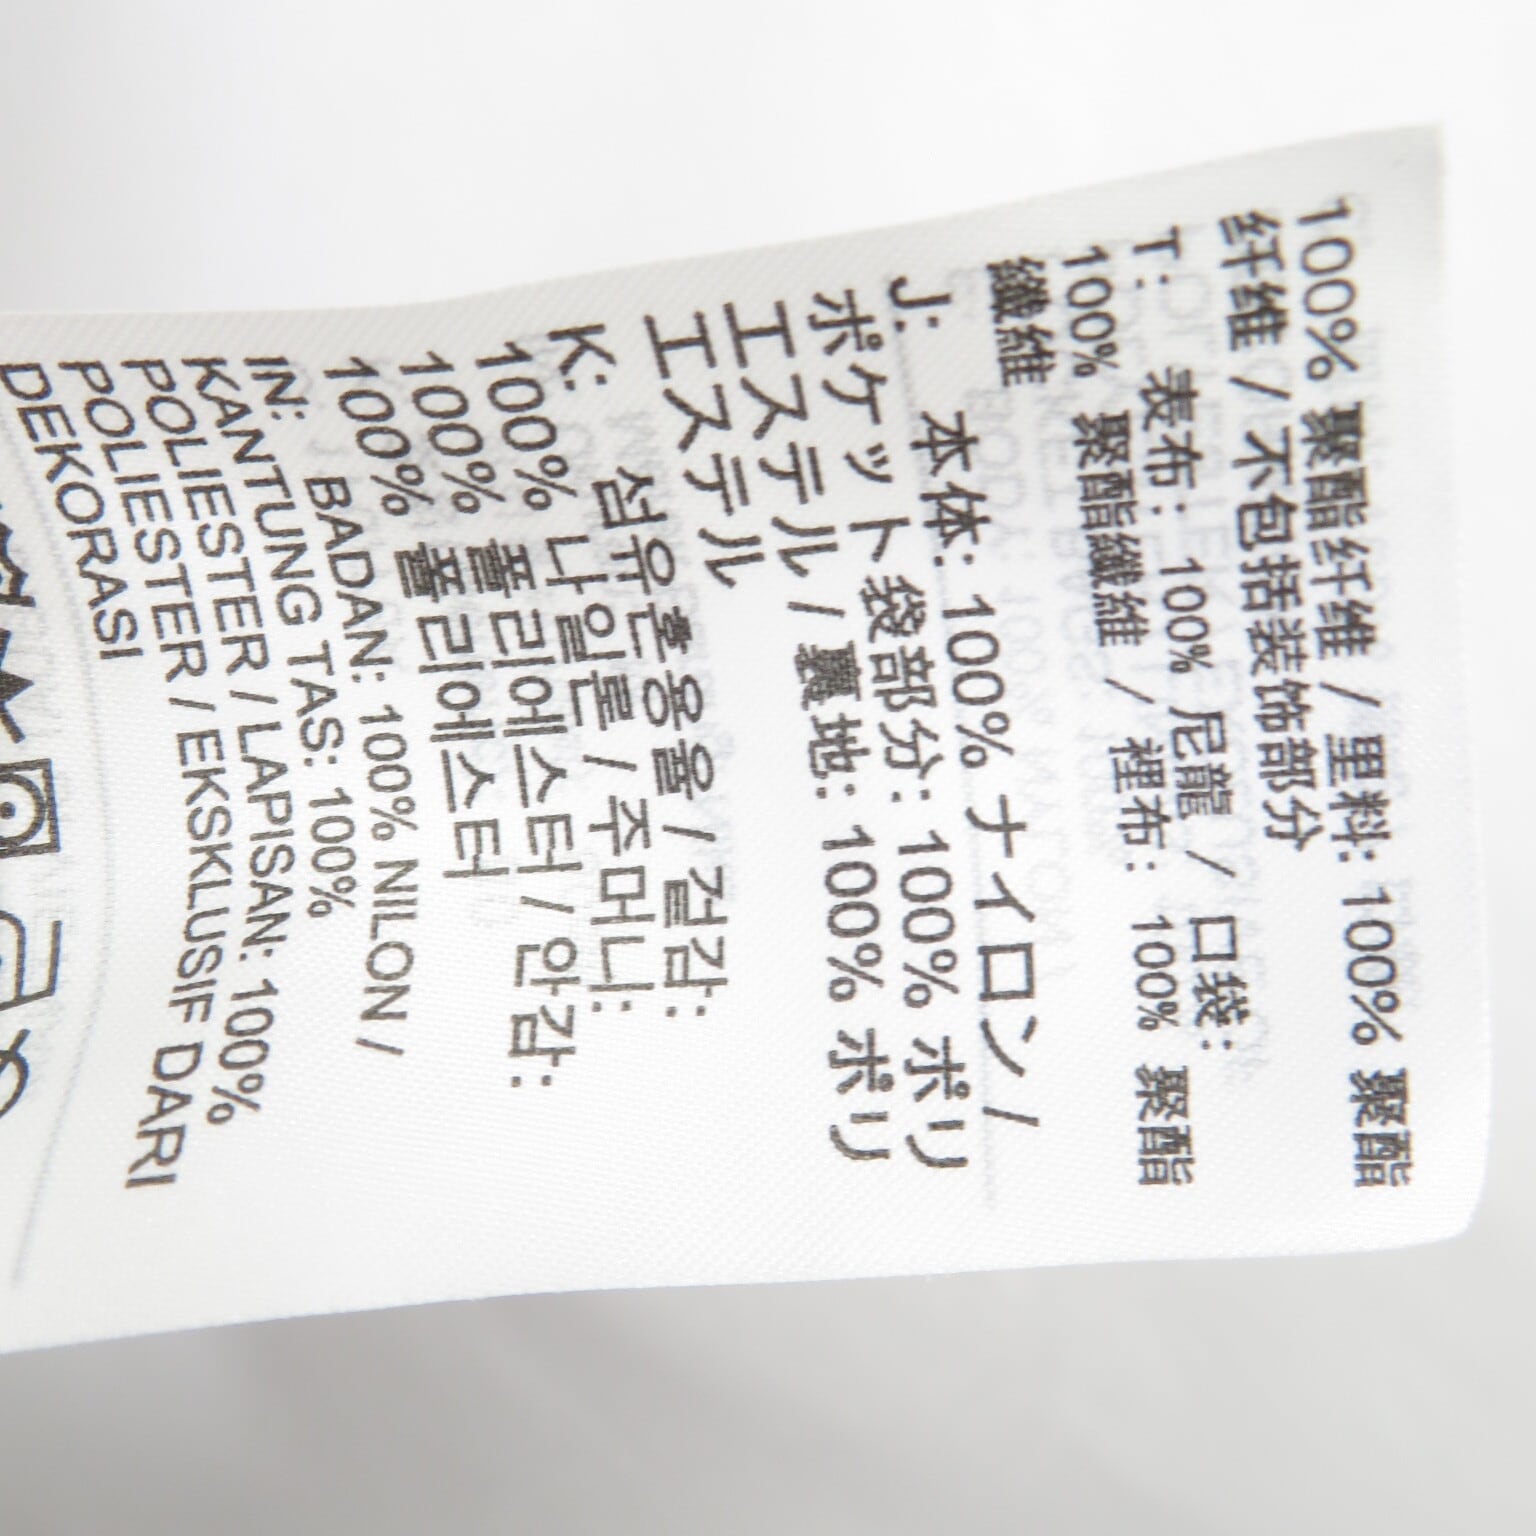 100% 聚酯纤维 / 里料: 100% 聚酯
纤维 / 不包括装饰部分
T: 表布: 100% 尼龍 / 口袋:
100% 聚酯纖維 / 裡布: 100% 聚酯
纖維
J: 本体: 100% ナイロン /
ポケット袋部分: 100% ポリ
エステル / 裏地: 100% ポリ
エステル
K: 섬유혼용율 / 겉감:
100% 나일론 / 주머니:
100% 폴리에스터 / 안감:
100% 폴리에스터
IN: BADAN: 100% NILON /
KANTUNG TAS: 100%
POLIESTER / LAPISAN: 100%
POLIESTER / EKSKLUSIF DARI
DEKORASI